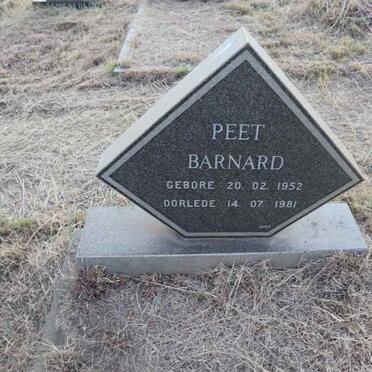 PEET
BARNARD
GEBORE 20. 02. 1952
OORLEDE 14. 07. 1981